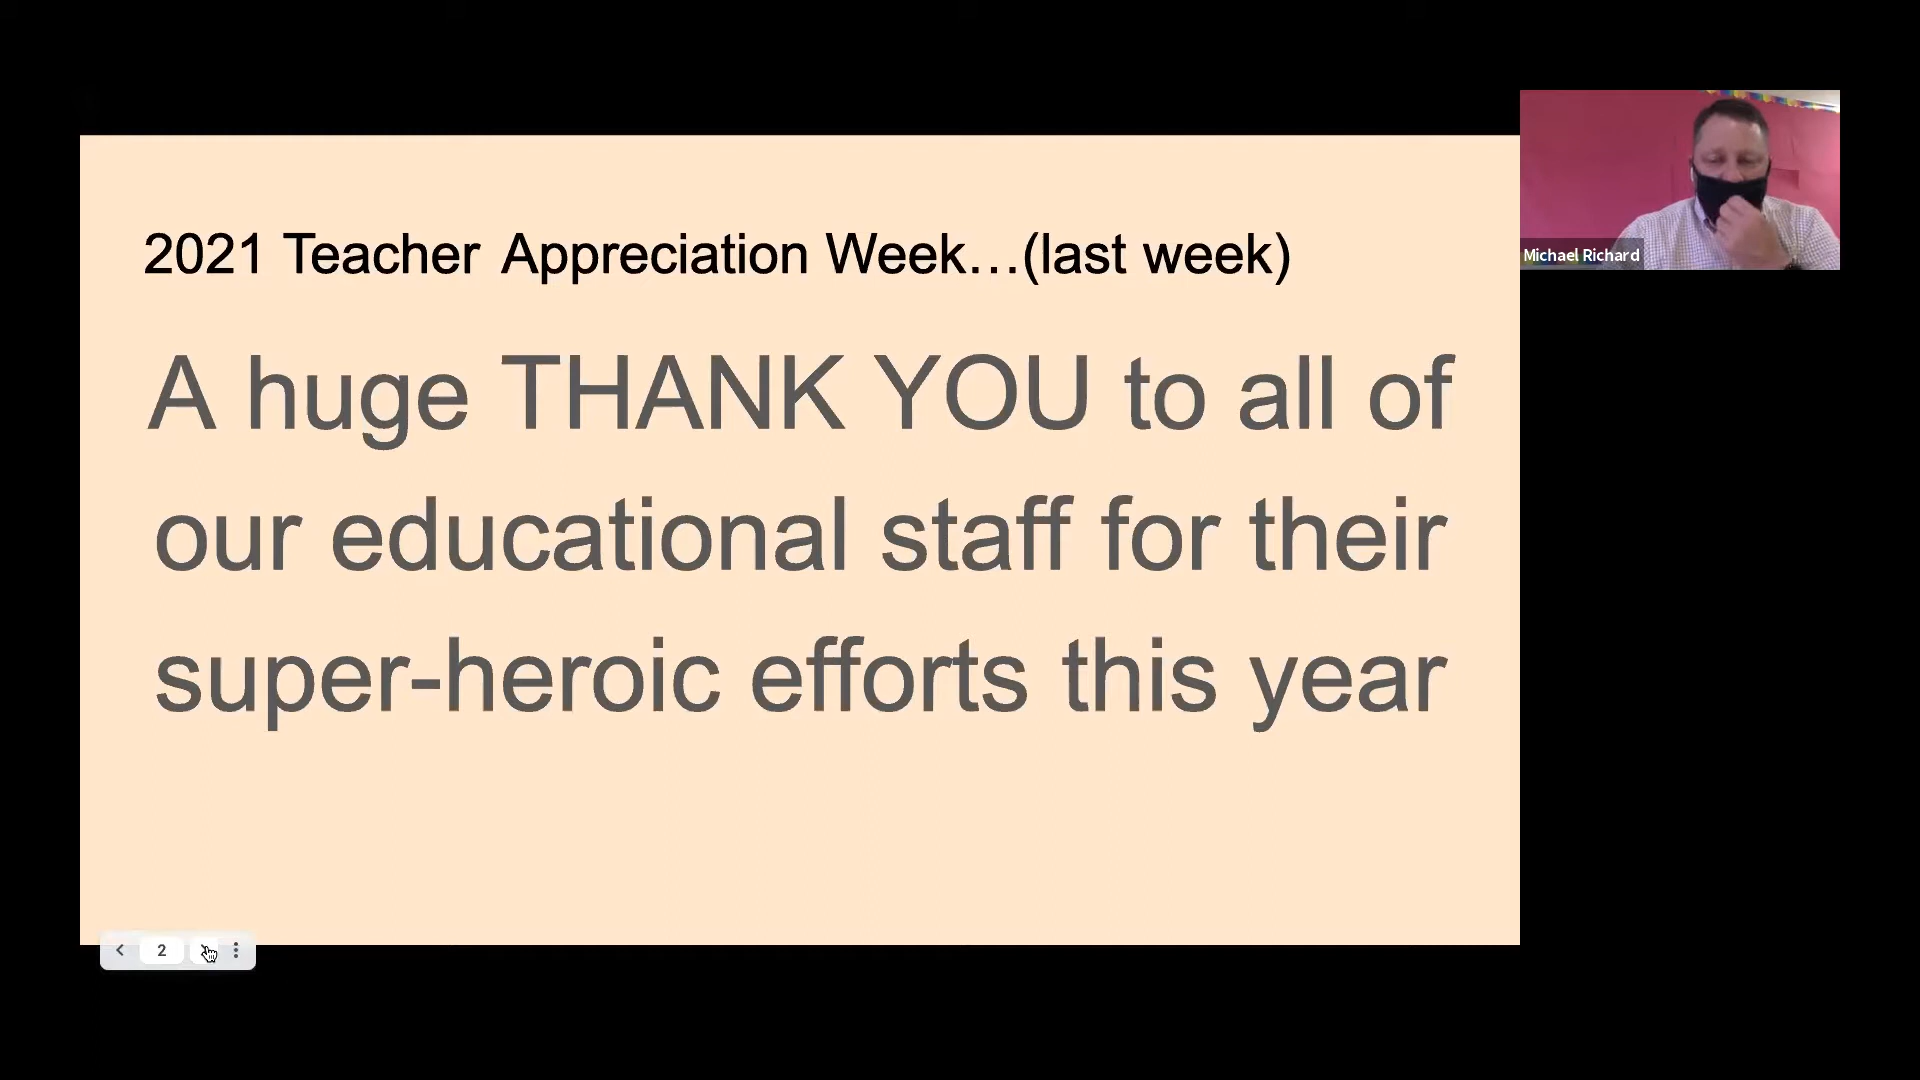 2021 Teacher Appreciation Week…(last week)
A huge THANK YOU to all of
our educational staff for their
super-heroic efforts this year
Michael Richard
2